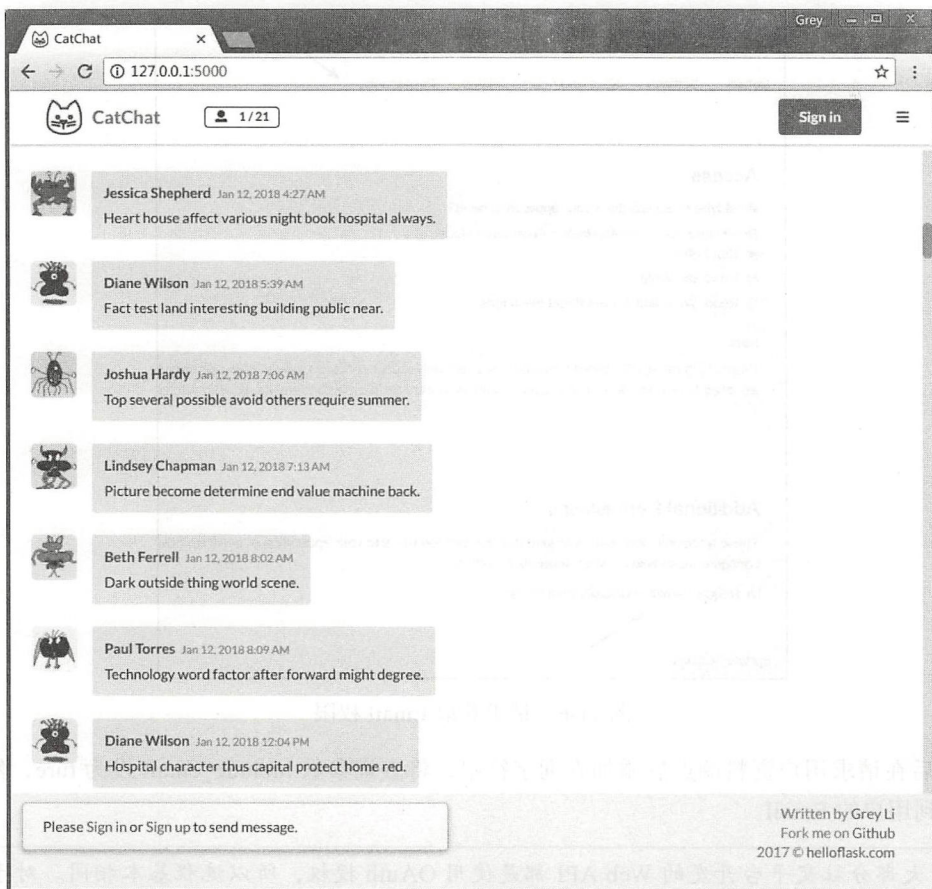 Grey
CatChat
127.0.0.1:5000
CatChat
1/21
Sign in
Jessica Shepherd Jan 12, 2018 4:27 AM
Heart house affect various night book hospital always.
Diane Wilson Jan 12, 2018 5:39 AM
Fact test land interesting building public near.
Joshua Hardy Jan 12, 2018 7:06 AM
Top several possible avoid others require summer.
Lindsey Chapman Jan 12, 2018 7:13 AM
Picture become determine end value machine back.
Beth Ferrell Jan 12, 2018 8:02 AM
Dark outside thing world scene.
Paul Torres Jan 12, 2018 8:09 AM
Technology word factor after forward might degree.
Diane Wilson Jan 12, 2018 12:04 PM
Hospital character thus capital protect home red.
Please Sign in or Sign up to send message.
Written by Grey Li
Fork me on Github
2017 © helloflask.com